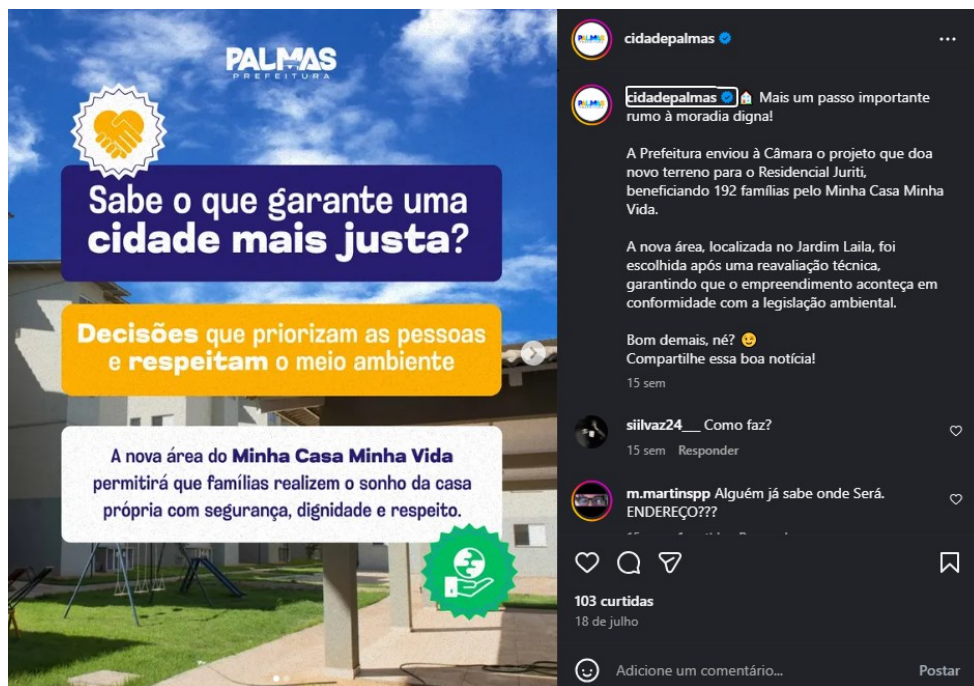 PALMAS
PREFEITURA
Sabe o que garante uma
cidade mais justa?
Decisões que priorizam as pessoas
e respeitam o meio ambiente
A nova área do Minha Casa Minha Vida
permitirá que famílias realizem o sonho da casa
própria com segurança, dignidade e respeito.
PALMAS
cidadepalmas
PALMAS
cidadepalmas 🏠 Mais um passo importante
rumo à moradia digna!
A Prefeitura enviou à Câmara o projeto que doa
novo terreno para o Residencial Juriti,
beneficiando 192 famílias pelo Minha Casa Minha
Vida.
A nova área, localizada no Jardim Laila, foi
escolhida após uma reavaliação técnica,
garantindo que o empreendimento aconteça em
conformidade com a legislação ambiental.
Bom demais, né? 😉
Compartilhe essa boa notícia!
15 sem
siilvaz24___ Como faz?
15 sem Responder
m.martinspp Alguém já sabe onde Será.
ENDEREÇO???
103 curtidas
18 de julho
Adicione um comentário...
Postar